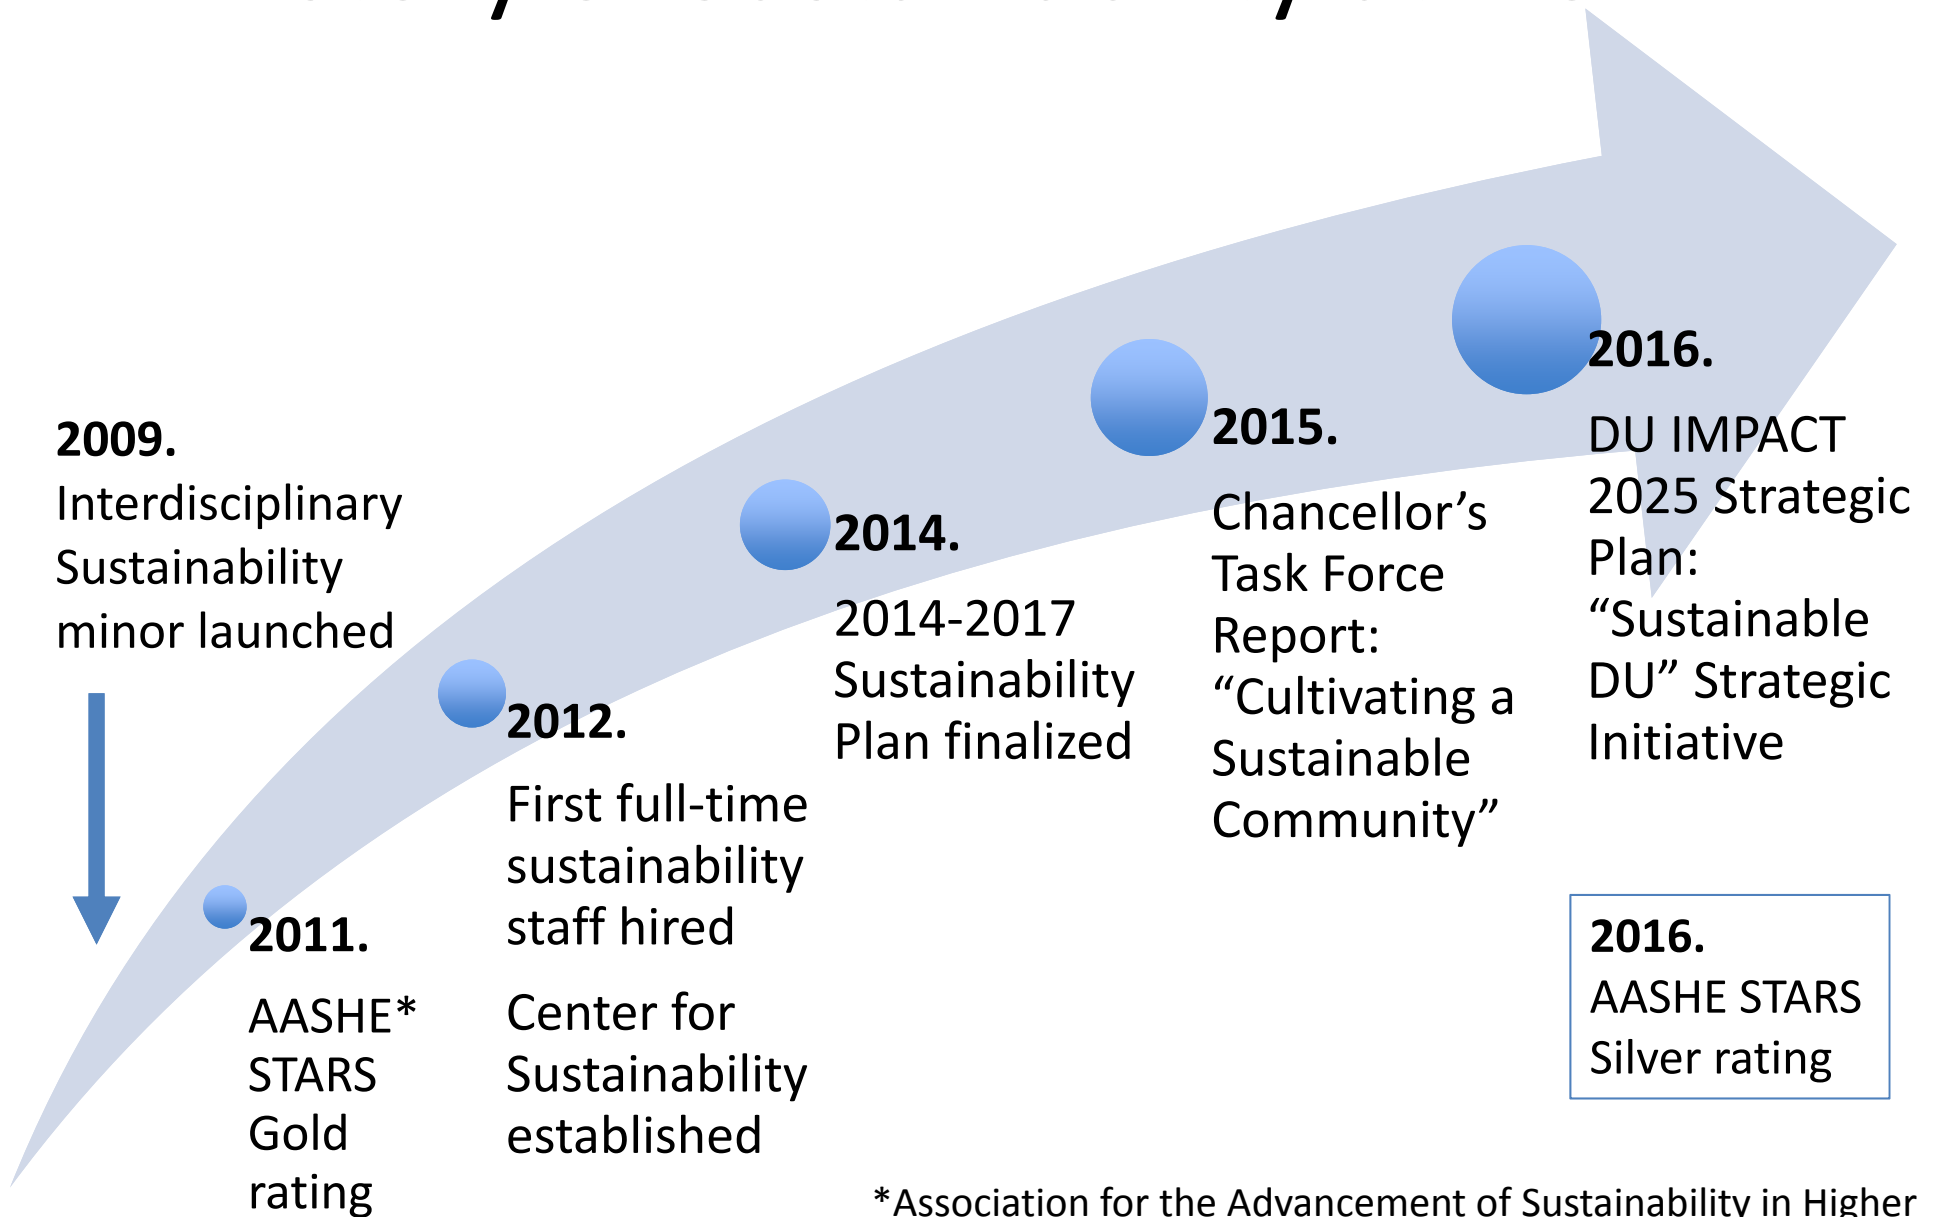 2009.
Interdisciplinary
Sustainability
minor launched
2011.
AASHE*
STARS
Gold
rating
2012.
First full-time
sustainability
staff hired
Center for
Sustainability
established
2014.
2014-2017
Sustainability
Plan finalized
2015.
Chancellor’s
Task Force
Report:
“Cultivating a
Sustainable
Community”
2016.
DU IMPACT
2025 Strategic
Plan:
“Sustainable
DU” Strategic
Initiative
2016.
AASHE STARS
Silver rating
*Association for the Advancement of Sustainability in Higher